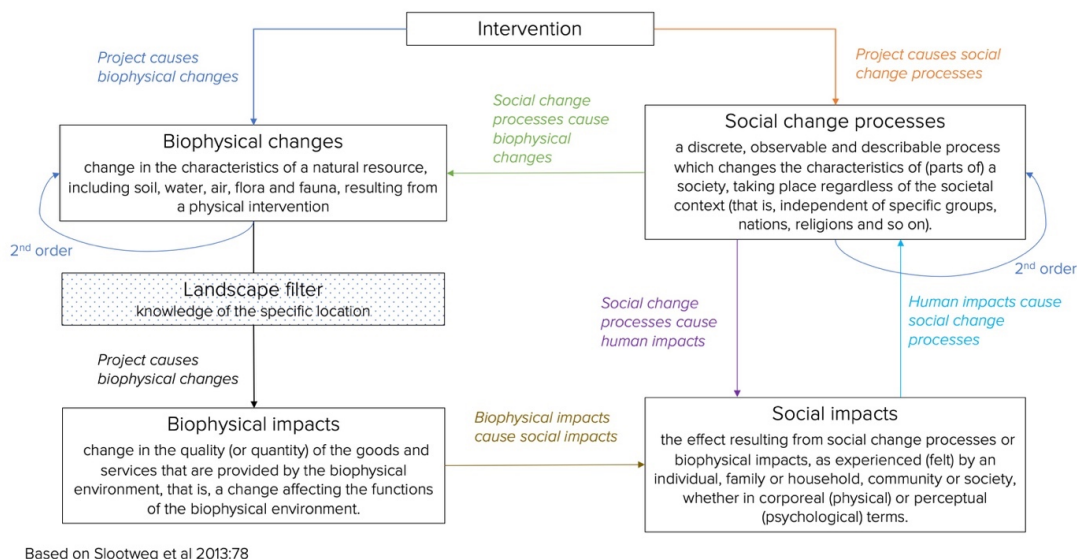 Intervention
Project causes
biophysical changes
Project causes social
change processes
Social change
processes cause
biophysical
changes
Biophysical changes
change in the characteristics of a natural resource,
including soil, water, air, flora and fauna, resulting from
a physical intervention
Social change processes
a discrete, observable and describable process
which changes the characteristics of (parts of) a
society, taking place regardless of the societal
context (that is, independent of specific groups,
nations, religions and so on).
2nd order
2nd order
Landscape filter
knowledge of the specific location
Social change
processes cause
human impacts
Human impacts cause
social change
processes
Project causes
biophysical changes
Biophysical impacts
change in the quality (or quantity) of the goods and
services that are provided by the biophysical
environment, that is, a change affecting the functions
of the biophysical environment.
Biophysical impacts
cause social impacts
Social impacts
the effect resulting from social change processes or
biophysical impacts, as experienced (felt) by an
individual, family or household, community or society,
whether in corporeal (physical) or perceptual
(psychological) terms.
Based on Slootweg et al 2013:78